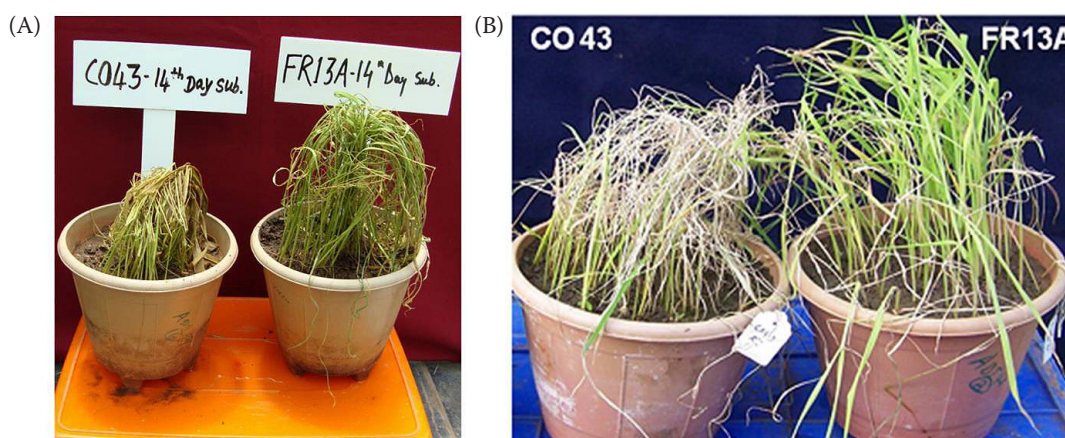 (A)
CO43-14th Day sub.
FR13A-14th Day sub.
(B)
CO 43
FR13A